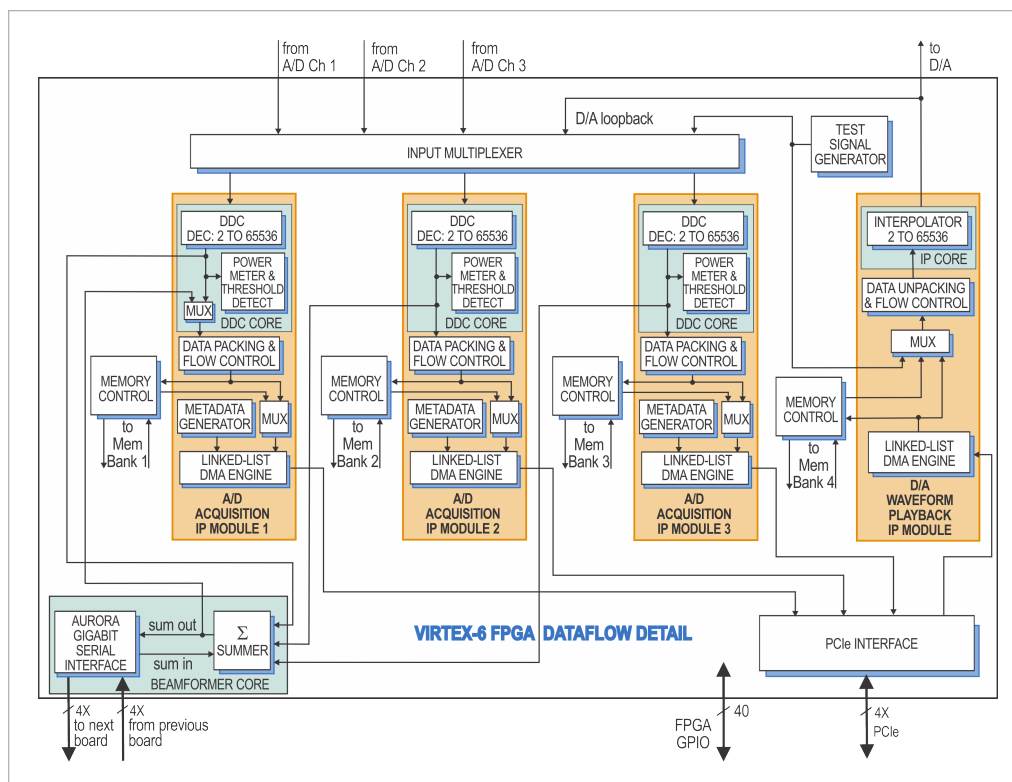 from
A/D Ch 1
from
A/D Ch 2
from
A/D Ch 3
to
D/A
D/A loopback
TEST
SIGNAL
GENERATOR
INPUT MULTIPLEXER
DDC
DEC: 2 TO 65536
POWER
METER &
THRESHOLD
DETECT
MUX
DDC CORE
DATA PACKING &
FLOW CONTROL
MEMORY
CONTROL
METADATA
GENERATOR
MUX
to
Mem
Bank 1
LINKED-LIST
DMA ENGINE
A/D
ACQUISITION
IP MODULE 1
DDC
DEC: 2 TO 65536
POWER
METER &
THRESHOLD
DETECT
DDC CORE
DATA PACKING &
FLOW CONTROL
MEMORY
CONTROL
METADATA
GENERATOR
MUX
to
Mem
Bank 2
LINKED-LIST
DMA ENGINE
A/D
ACQUISITION
IP MODULE 2
DDC
DEC: 2 TO 65536
POWER
METER &
THRESHOLD
DETECT
DDC CORE
DATA PACKING &
FLOW CONTROL
MEMORY
CONTROL
METADATA
GENERATOR
MUX
to
Mem
Bank 3
LINKED-LIST
DMA ENGINE
A/D
ACQUISITION
IP MODULE 3
INTERPOLATOR
2 TO 65536
IP CORE
DATA UNPACKING
& FLOW CONTROL
MUX
MEMORY
CONTROL
to
Mem
Bank 4
LINKED-LIST
DMA ENGINE
D/A
WAVEFORM
PLAYBACK
IP MODULE
AURORA
GIGABIT
SERIAL
INTERFACE
sum out
sum in
Σ
SUMMER
BEAMFORMER CORE
VIRTEX-6 FPGA DATAFLOW DETAIL
PCIe INTERFACE
4X
to next
board
4X
from previous
board
40
FPGA
GPIO
4X
PCIe